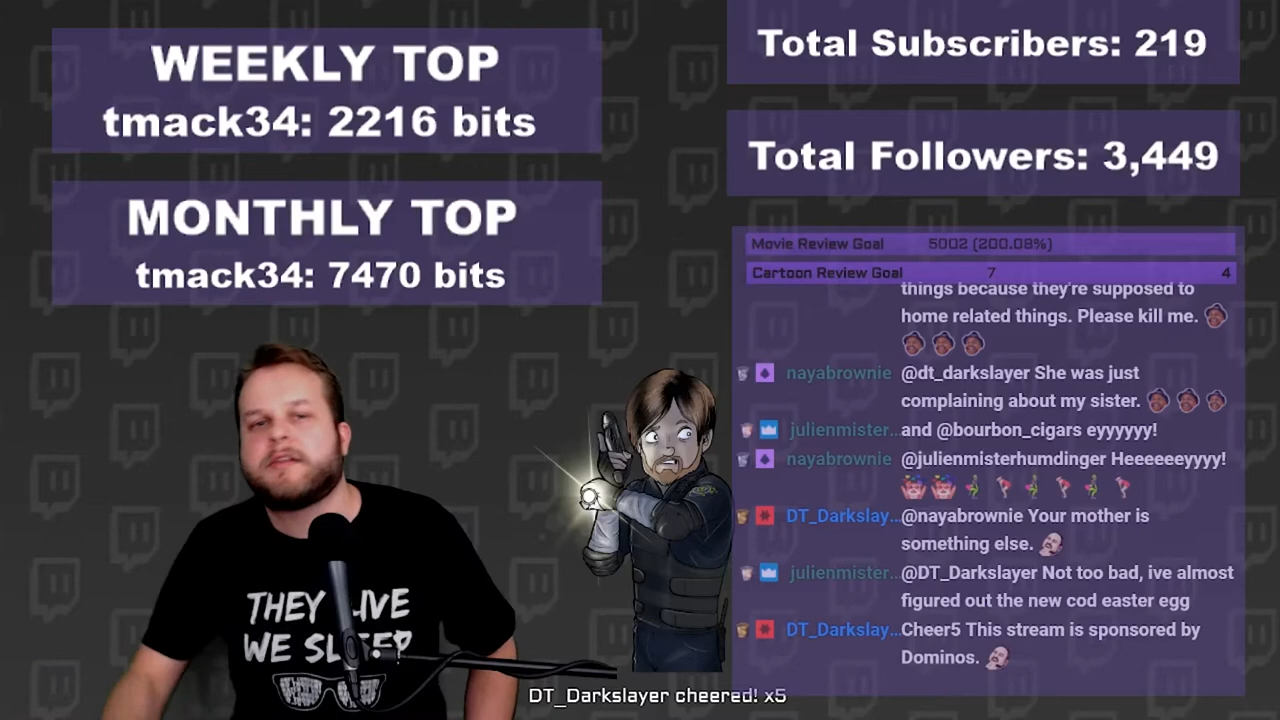 WEEKLY TOP
tmack34: 2216 bits
MONTHLY TOP
tmack34: 7470 bits
Total Subscribers: 219
Total Followers: 3,449
Movie Review Goal 5002 (200.08%)
Cartoon Review Goal 7 4
things because they're supposed to
home related things. Please kill me.
nayabrownie @dt_darkslayer She was just
complaining about my sister.
julienmister... and @bourbon_cigars eyyyyyy!
nayabrownie @julienmisterhumdinger Heeeeeeyyyy!
DT_Darkslay... @nayabrownie Your mother is
something else.
julienmister... @DT_Darkslayer Not too bad, ive almost
figured out the new cod easter egg
DT_Darkslay... Cheer5 This stream is sponsored by
Dominos.
THEY LIVE
WE SLEEP
DT_Darkslayer cheered! x5